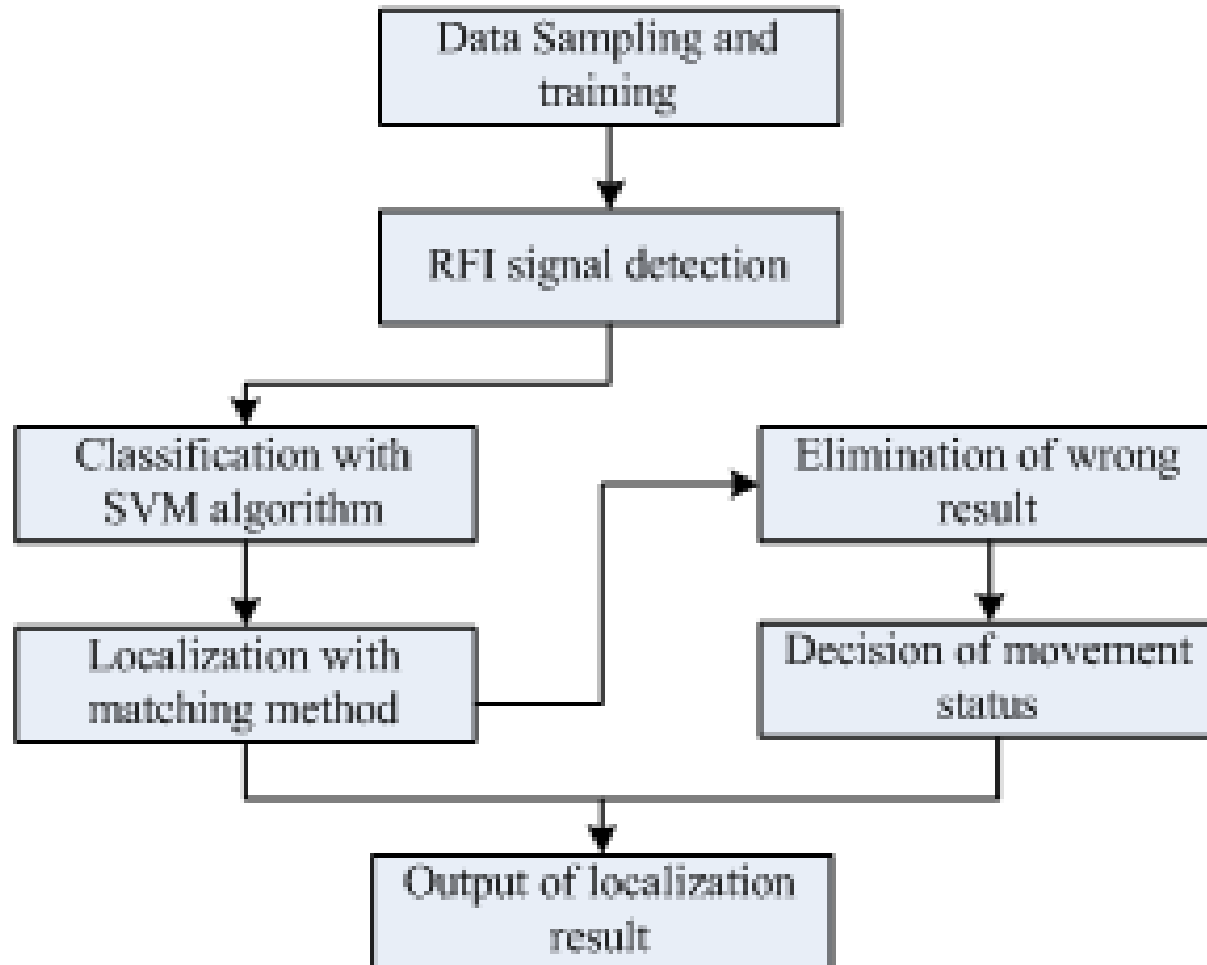 Data Sampling and
training
RFI signal detection
Classification with
SVM algorithm
Localization with
matching method
Elimination of wrong
result
Decision of movement
status
Output of localization
result